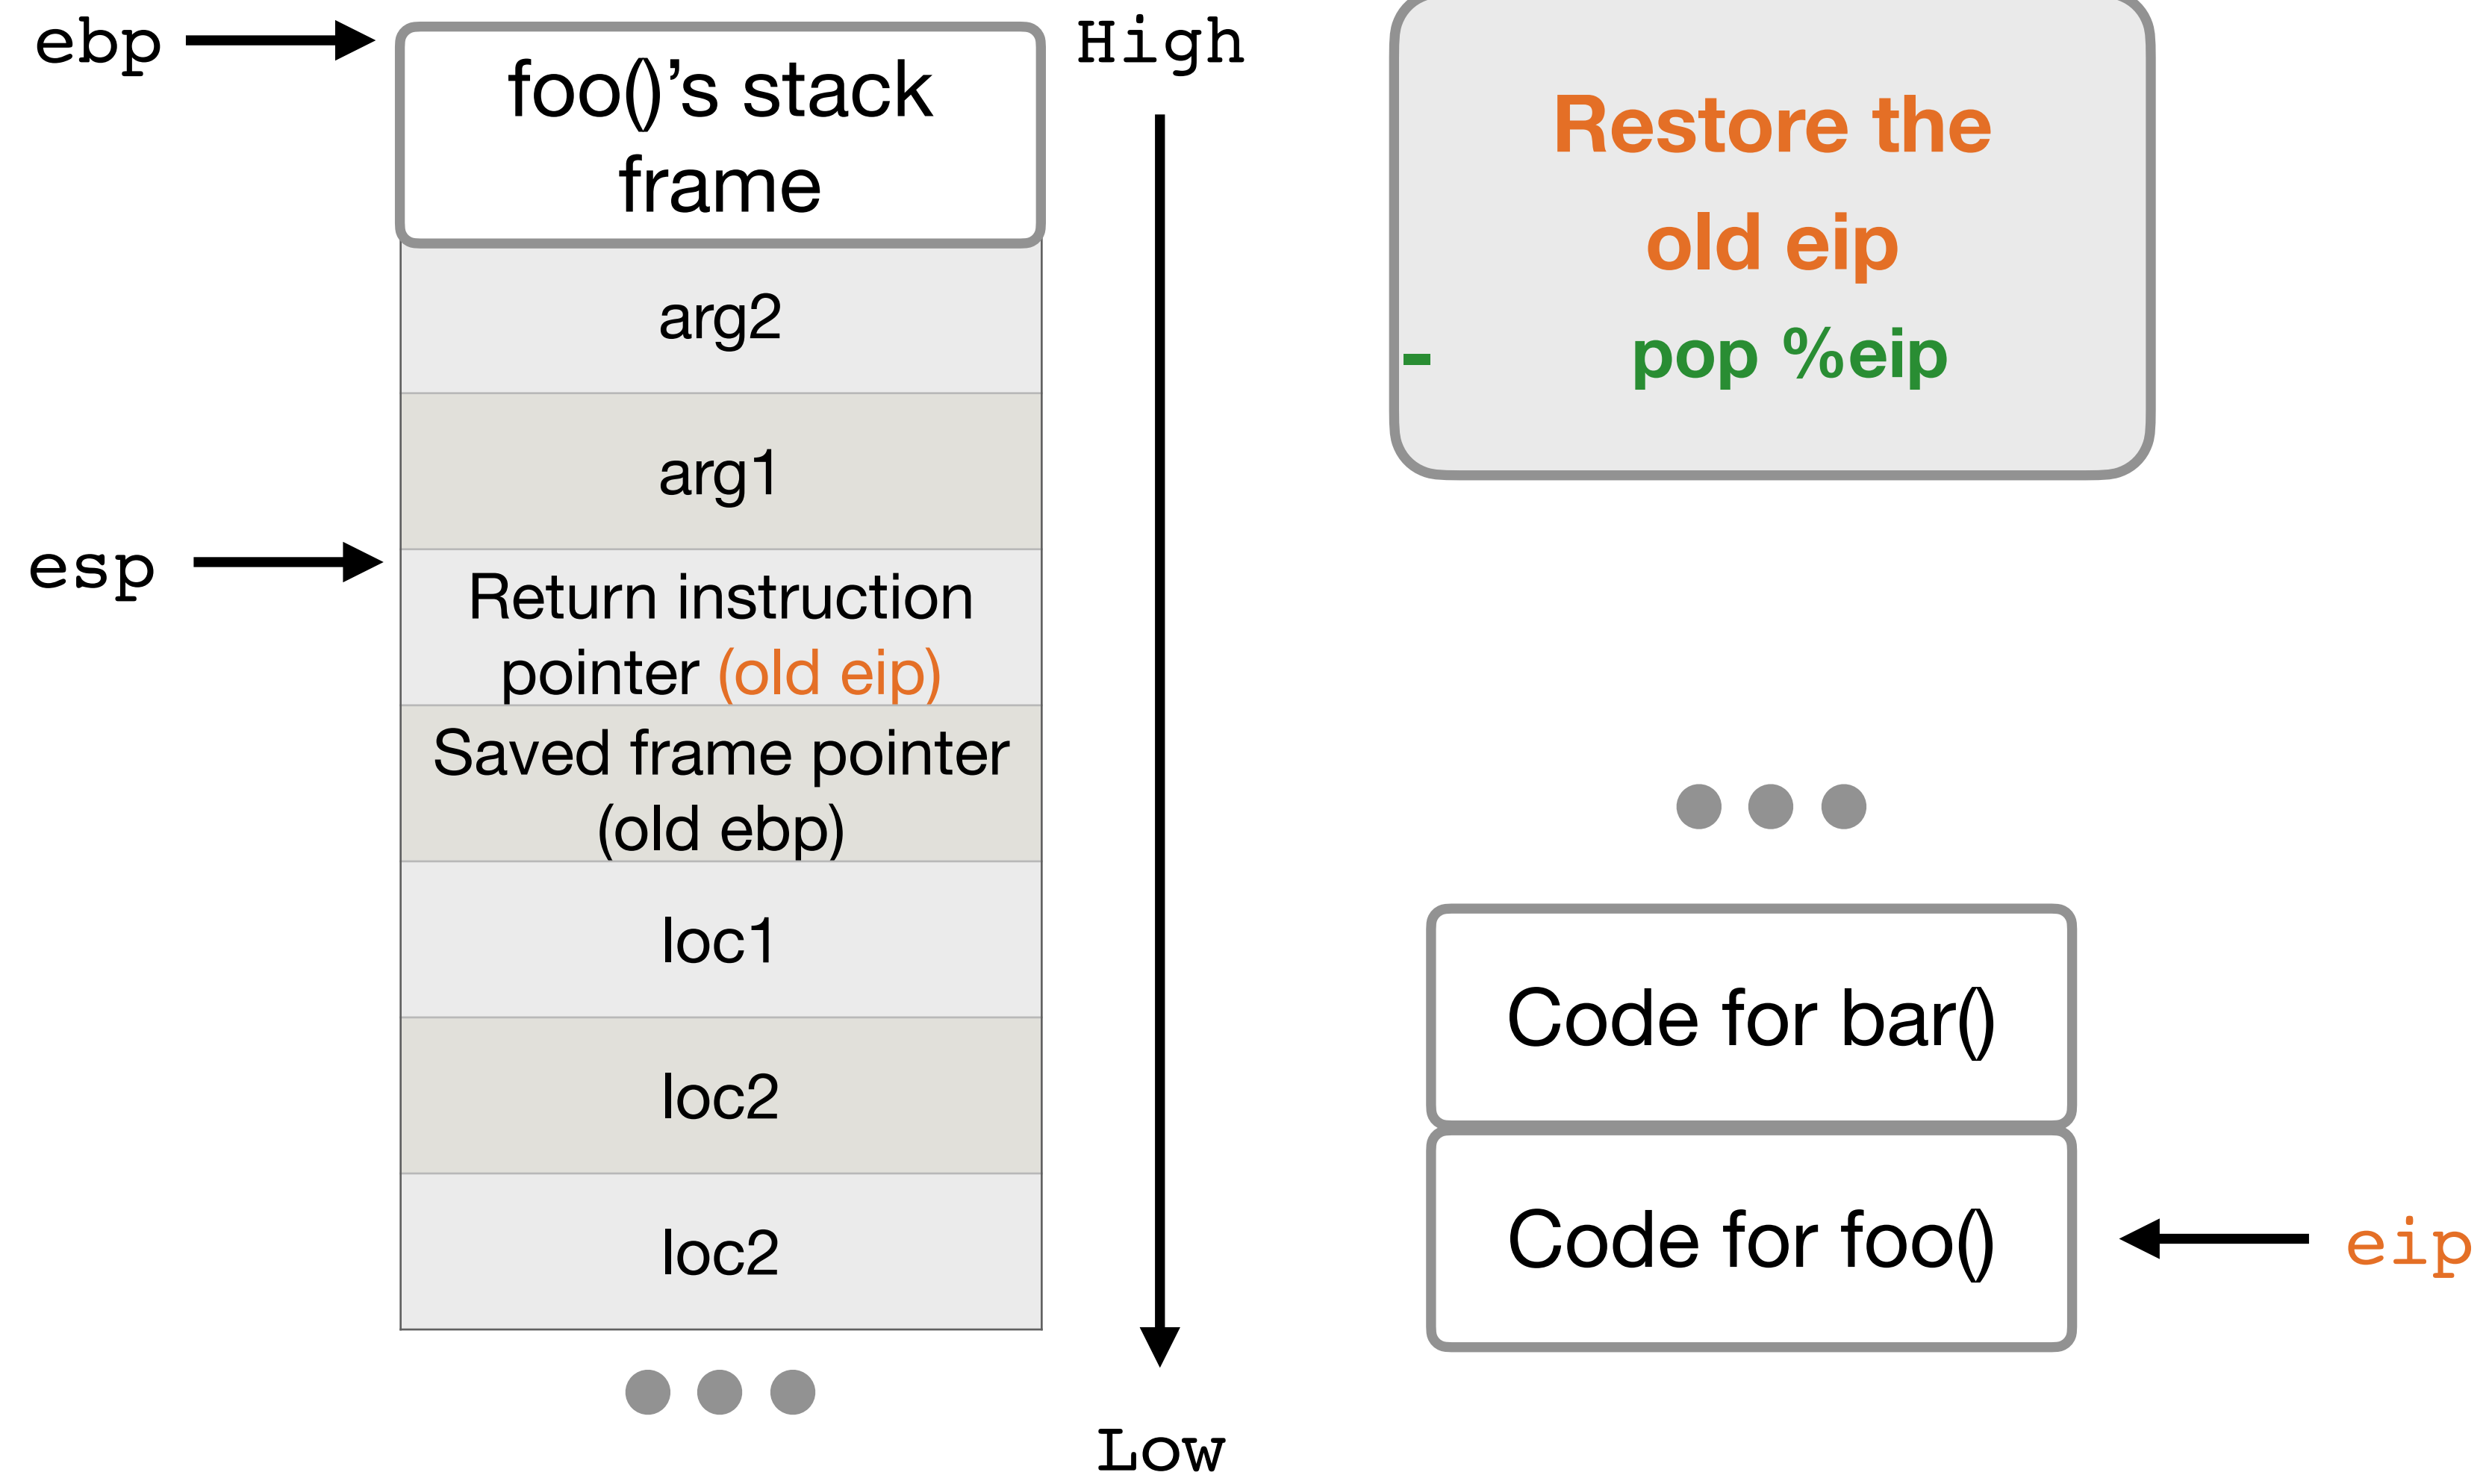 ebp
foo()’s stack
frame
arg2
arg1
esp
Return instruction
pointer (old eip)
Saved frame pointer
(old ebp)
loc1
loc2
loc2
High
Low
Restore the
old eip
- pop %eip
Code for bar()
Code for foo()
eip